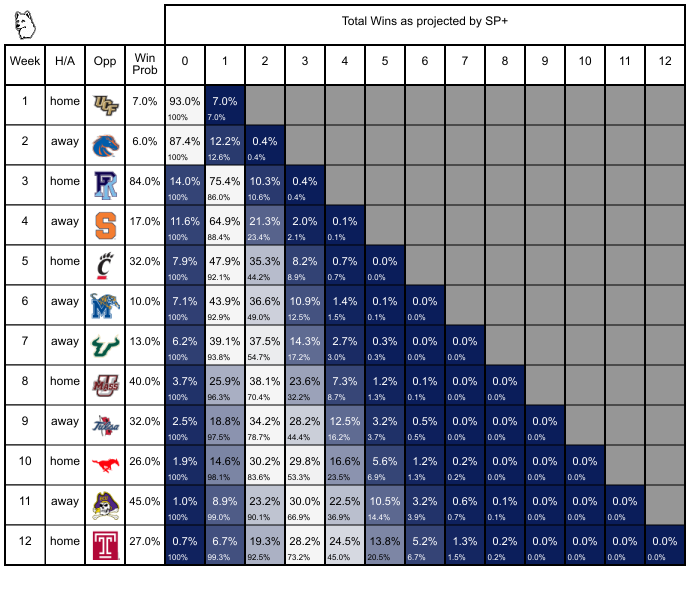 Total Wins as projected by SP+
Week H/A Opp Win Prob 0 1 2 3 4 5 6 7 8 9 10 11 12
1 home UCF 7.0% 93.0% 7.0%
100% 7.0%
2 away 6.0% 87.4% 12.2% 0.4%
100% 12.6% 0.4%
3 home R 84.0% 14.0% 75.4% 10.3% 0.4%
100% 86.0% 10.6% 0.4%
4 away S 17.0% 11.6% 64.9% 21.3% 2.0% 0.1%
100% 88.4% 23.4% 2.1% 0.1%
5 home C 32.0% 7.9% 47.9% 35.3% 8.2% 0.7% 0.0%
100% 92.1% 44.2% 8.9% 0.7% 0.0%
6 away M 10.0% 7.1% 43.9% 36.6% 10.9% 1.4% 0.1% 0.0%
100% 92.9% 49.0% 12.5% 1.5% 0.1% 0.0%
7 away 13.0% 6.2% 39.1% 37.5% 14.3% 2.7% 0.3% 0.0% 0.0%
100% 93.8% 54.7% 17.2% 3.0% 0.3% 0.0% 0.0%
8 home UMass 40.0% 3.7% 25.9% 38.1% 23.6% 7.3% 1.2% 0.1% 0.0% 0.0%
100% 96.3% 70.4% 32.2% 8.7% 1.3% 0.1% 0.0% 0.0%
9 away Tulsa 32.0% 2.5% 18.8% 34.2% 28.2% 12.5% 3.2% 0.5% 0.0% 0.0% 0.0%
100% 97.5% 78.7% 44.4% 16.2% 3.7% 0.5% 0.0% 0.0% 0.0%
10 home 26.0% 1.9% 14.6% 30.2% 29.8% 16.6% 5.6% 1.2% 0.2% 0.0% 0.0% 0.0%
100% 98.1% 83.6% 53.3% 23.5% 6.9% 1.3% 0.2% 0.0% 0.0% 0.0%
11 away 45.0% 1.0% 8.9% 23.2% 30.0% 22.5% 10.5% 3.2% 0.6% 0.1% 0.0% 0.0% 0.0%
100% 99.0% 90.1% 66.9% 36.9% 14.4% 3.9% 0.7% 0.1% 0.0% 0.0% 0.0%
12 home T 27.0% 0.7% 6.7% 19.3% 28.2% 24.5% 13.8% 5.2% 1.3% 0.2% 0.0% 0.0% 0.0% 0.0%
100% 99.3% 92.5% 73.2% 45.0% 20.5% 6.7% 1.5% 0.2% 0.0% 0.0% 0.0% 0.0%